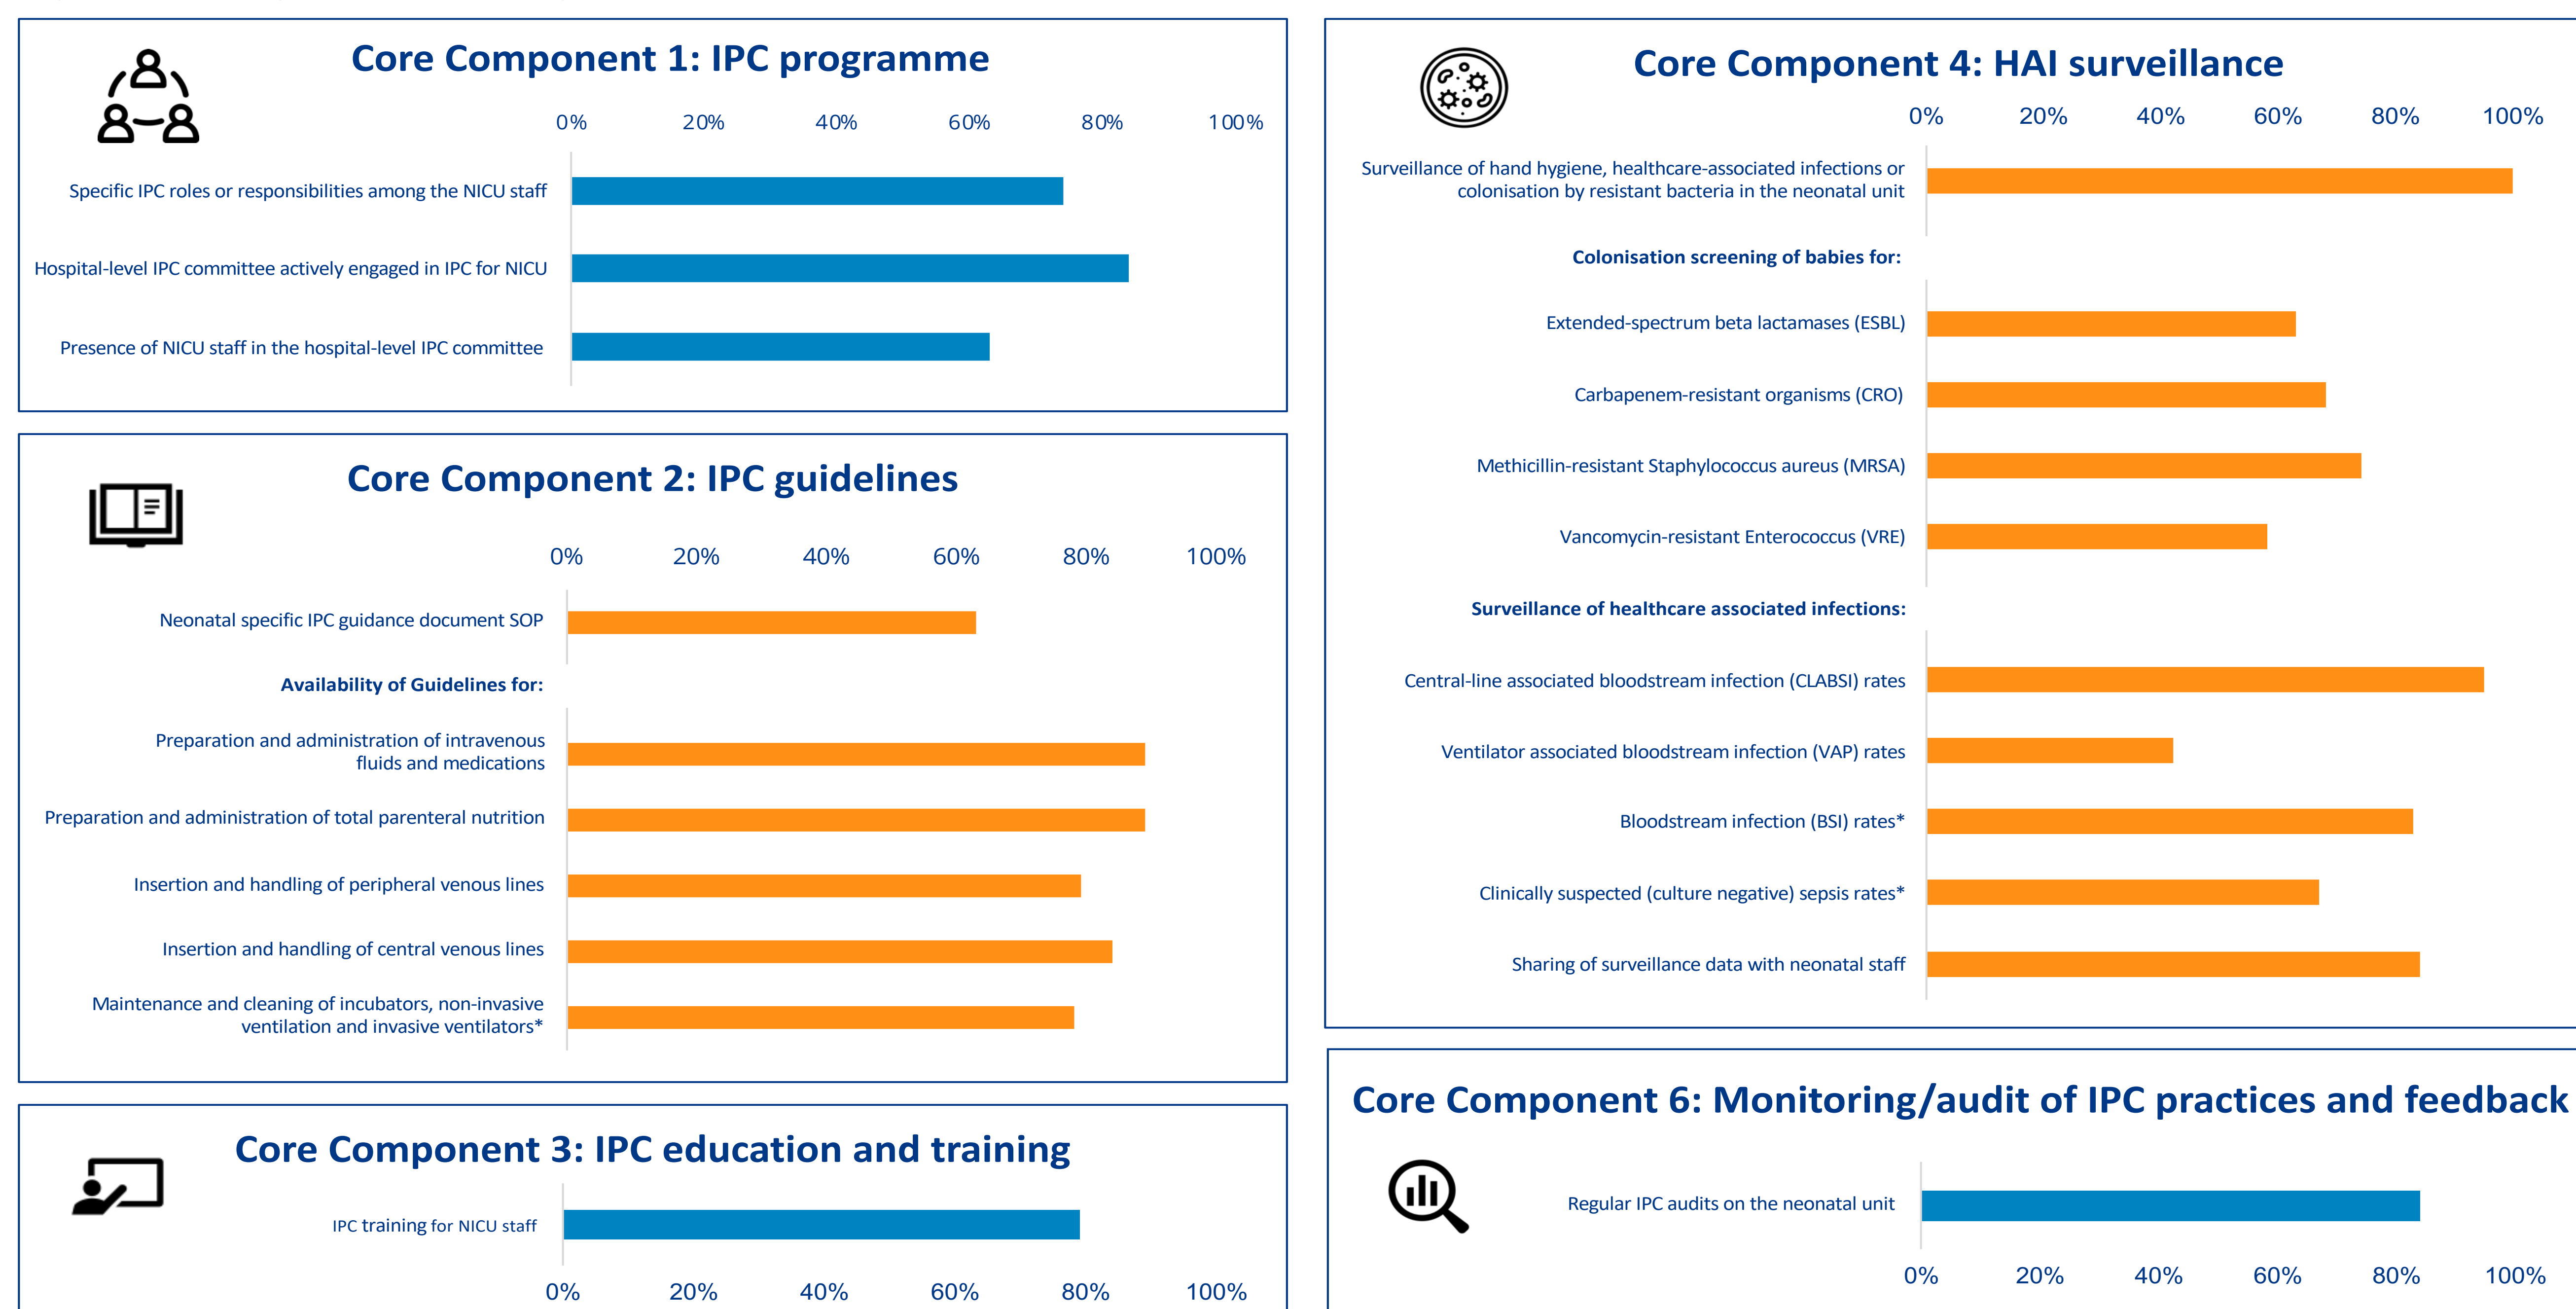 Core Component 1: IPC programme
0% 20% 40% 60% 80% 100%
Specific IPC roles or responsibilities among the NICU staff
Hospital-level IPC committee actively engaged in IPC for NICU
Presence of NICU staff in the hospital-level IPC committee
Core Component 2: IPC guidelines
0% 20% 40% 60% 80% 100%
Neonatal specific IPC guidance document SOP
Availability of Guidelines for:
Preparation and administration of intravenous
fluids and medications
Preparation and administration of total parenteral nutrition
Insertion and handling of peripheral venous lines
Insertion and handling of central venous lines
Maintenance and cleaning of incubators, non-invasive
ventilation and invasive ventilators*
Core Component 3: IPC education and training
IPC training for NICU staff
0% 20% 40% 60% 80% 100%
Core Component 4: HAI surveillance
0% 20% 40% 60% 80% 100%
Surveillance of hand hygiene, healthcare-associated infections or
colonisation by resistant bacteria in the neonatal unit
Colonisation screening of babies for:
Extended-spectrum beta lactamases (ESBL)
Carbapenem-resistant organisms (CRO)
Methicillin-resistant Staphylococcus aureus (MRSA)
Vancomycin-resistant Enterococcus (VRE)
Surveillance of healthcare associated infections:
Central-line associated bloodstream infection (CLABSI) rates
Ventilator associated bloodstream infection (VAP) rates
Bloodstream infection (BSI) rates*
Clinically suspected (culture negative) sepsis rates*
Sharing of surveillance data with neonatal staff
Core Component 6: Monitoring/audit of IPC practices and feedback
Regular IPC audits on the neonatal unit
0% 20% 40% 60% 80% 100%